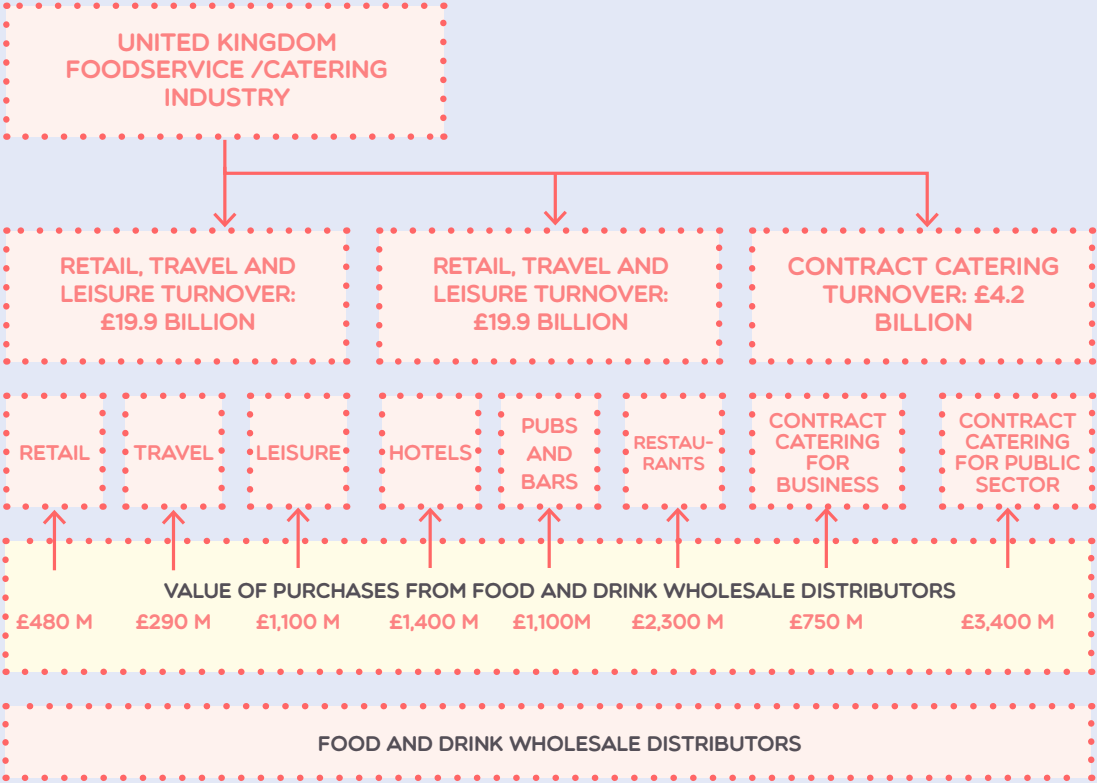 UNITED KINGDOM
FOODSERVICE /CATERING
INDUSTRY
RETAIL, TRAVEL AND
LEISURE TURNOVER:
£19.9 BILLION
RETAIL, TRAVEL AND
LEISURE TURNOVER:
£19.9 BILLION
CONTRACT CATERING
TURNOVER: £4.2
BILLION
RETAIL
TRAVEL
LEISURE
HOTELS
PUBS
AND
BARS
RESTAU-
RANTS
CONTRACT
CATERING
FOR
BUSINESS
CONTRACT
CATERING
FOR PUBLIC
SECTOR
VALUE OF PURCHASES FROM FOOD AND DRINK WHOLESALE DISTRIBUTORS
£480 M £290 M £1,100 M £1,400 M £1,100M £2,300 M £750 M £3,400 M
FOOD AND DRINK WHOLESALE DISTRIBUTORS